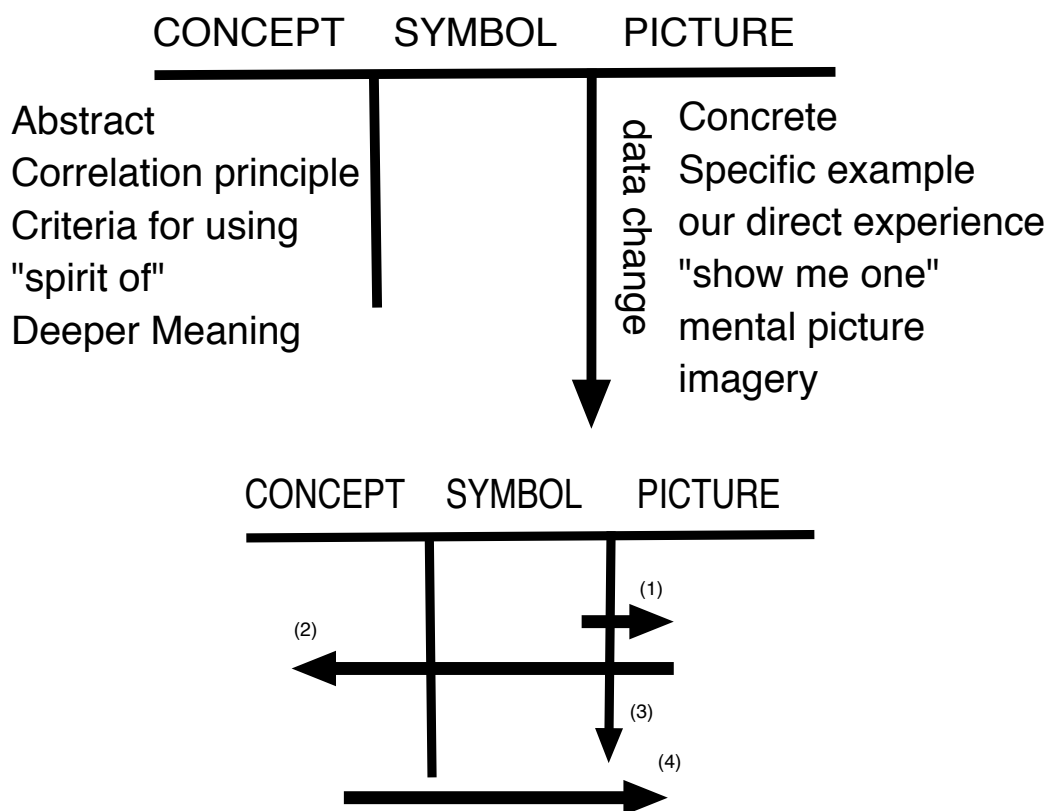 CONCEPT SYMBOL PICTURE
Abstract
Correlation principle
Criteria for using
"spirit of"
Deeper Meaning
data change
Concrete
Specific example
our direct experience
"show me one"
mental picture
imagery
CONCEPT SYMBOL PICTURE
(1)
(2)
(3)
(4)